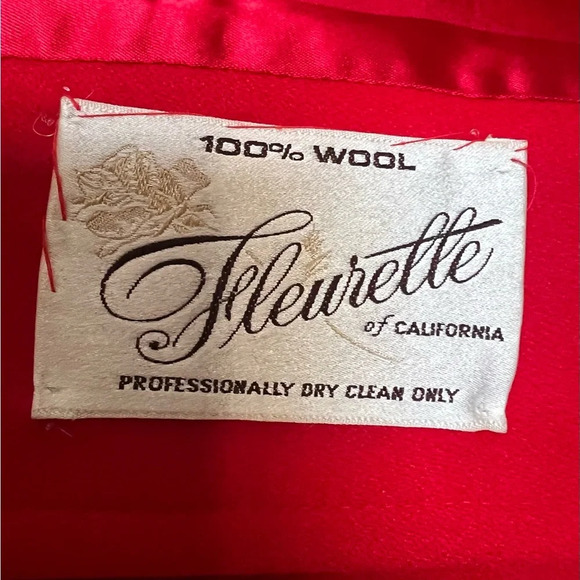 100% WOOL
Fleurette
of CALIFORNIA
PROFESSIONALLY DRY CLEAN ONLY